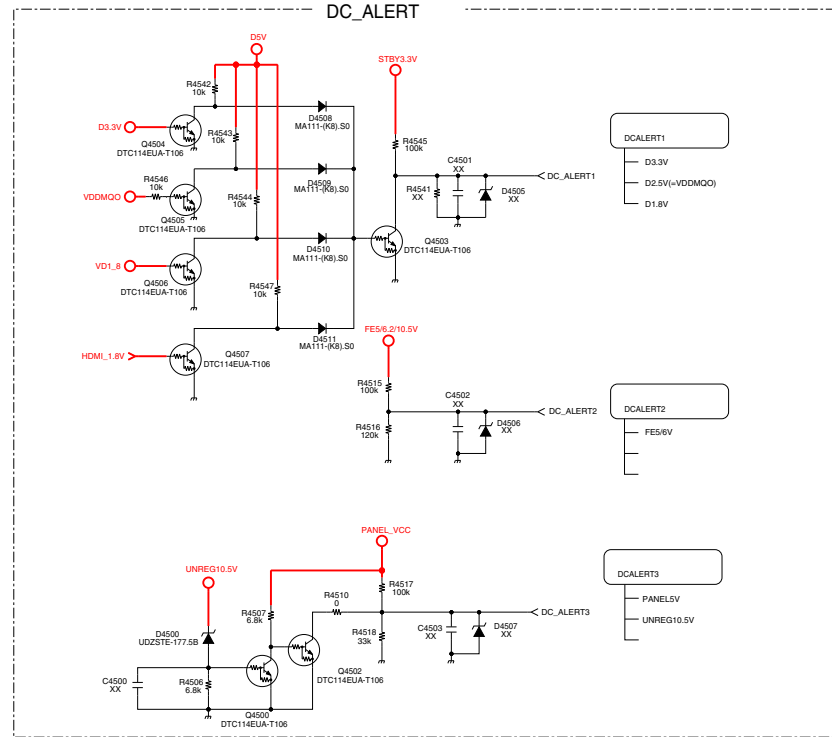 DC_ALERT
D5V
STBY3.3V
R4542
10k
D4508
MA111-(K8).S0
D3.3V
Q4504
DTC114EUA-T106
R4543
10k
R4545
100k
C4501
XX
DC_ALERT1
R4541
XX
D4505
XX
DCALERT1
D3.3V
D2.5V(=VDDMQO)
D1.8V
D4509
MA111-(K8).S0
R4546
10k
VDDMQO
Q4505
DTC114EUA-T106
R4544
10k
Q4503
DTC114EUA-T106
D4510
MA111-(K8).S0
VD1_8
Q4506
DTC114EUA-T106
R4547
10k
D4511
MA111-(K8).S0
HDMI_1.8V
Q4507
DTC114EUA-T106
FE5/6.2/10.5V
R4515
100k
C4502
XX
DC_ALERT2
R4516
120k
D4506
XX
DCALERT2
FE5/6V
PANEL_VCC
UNREG10.5V
R4517
100k
R4510
0
R4507
6.8k
DC_ALERT3
D4500
UDZSTE-177.5B
R4518
33k
C4503
XX
D4507
XX
DCALERT3
PANEL5V
UNREG10.5V
C4500
XX
R4506
6.8k
Q4502
DTC114EUA-T106
Q4500
DTC114EUA-T106